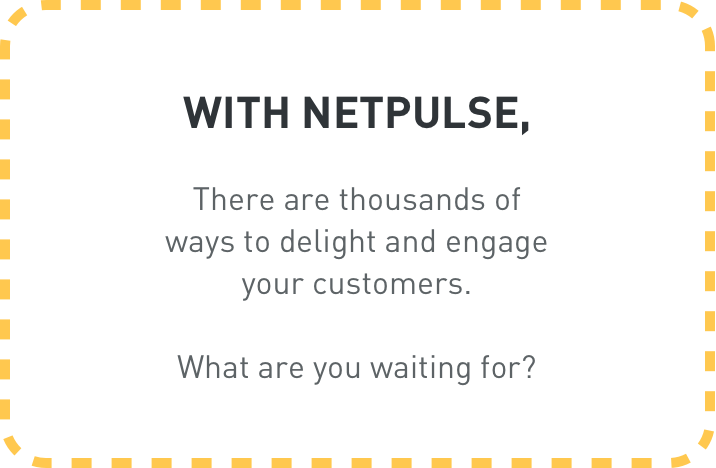 WITH NETPULSE,
There are thousands of
ways to delight and engage
your customers.
What are you waiting for?